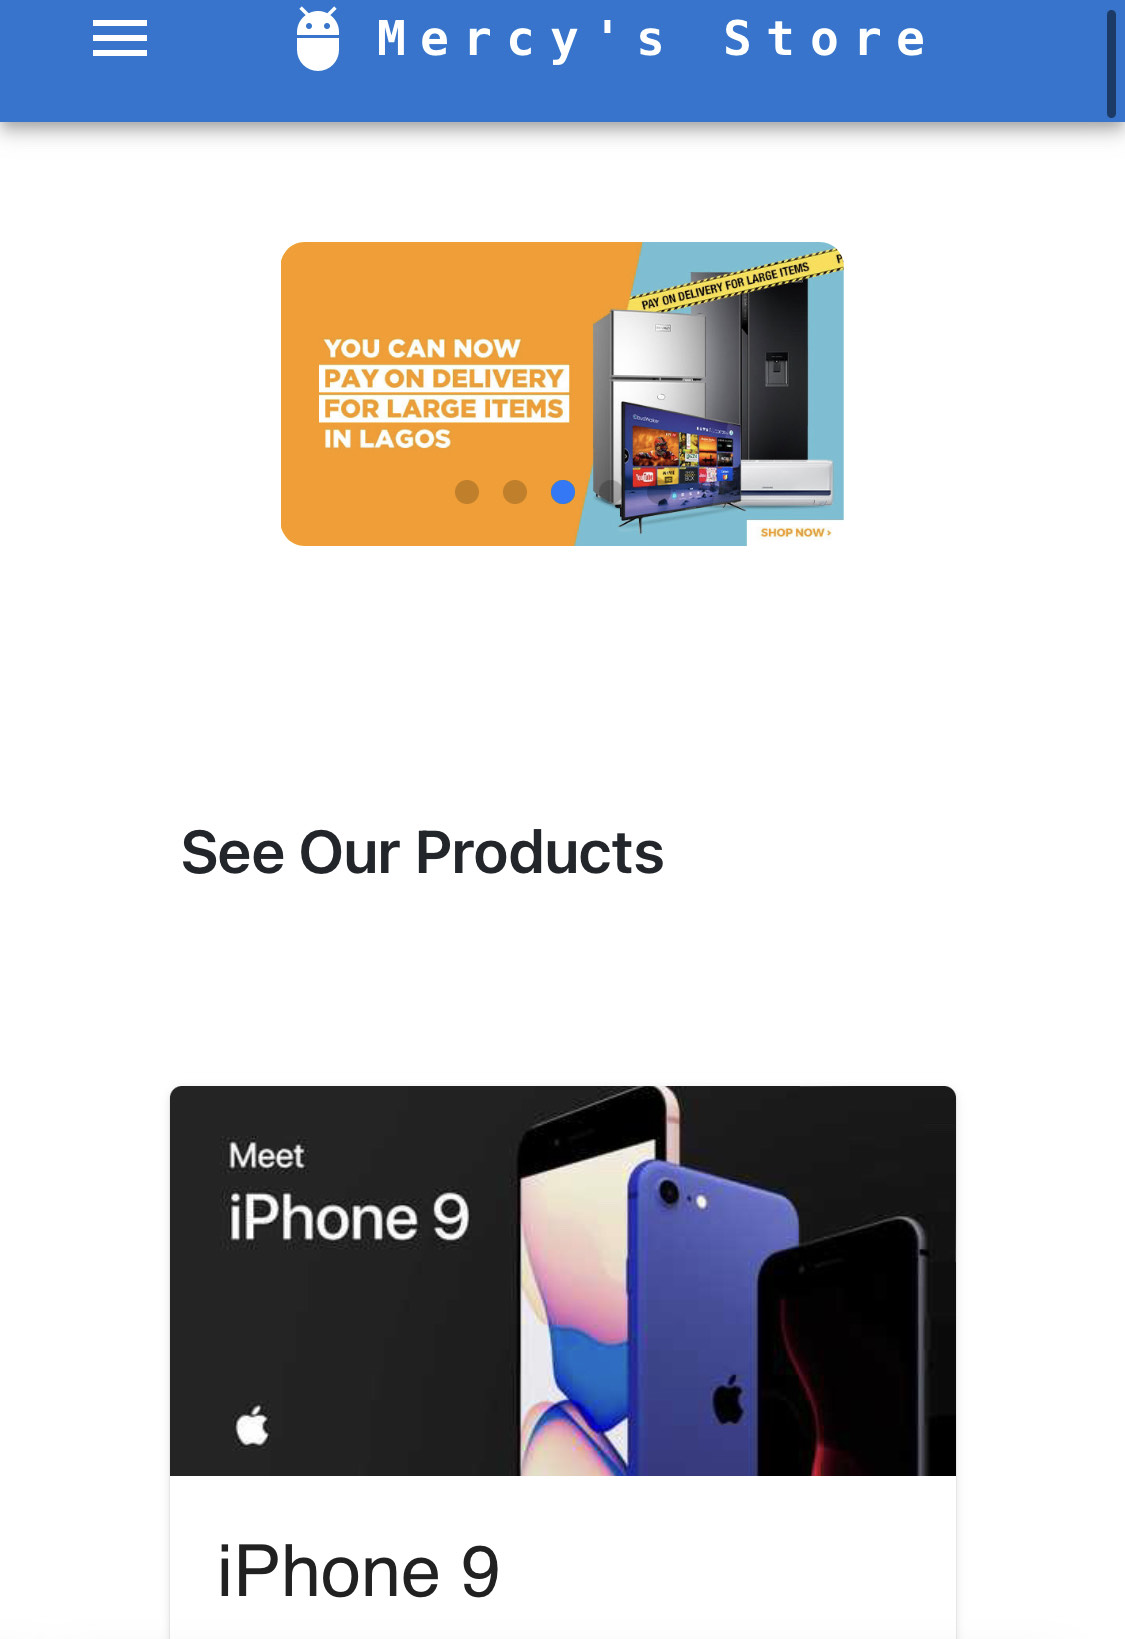 Mercy's Store
PAY ON DELIVERY FOR LARGE ITEMS
YOU CAN NOW
PAY ON DELIVERY
FOR LARGE ITEMS
IN LAGOS
YouTube
SHOP NOW ›
See Our Products
Meet
iPhone 9
iPhone 9